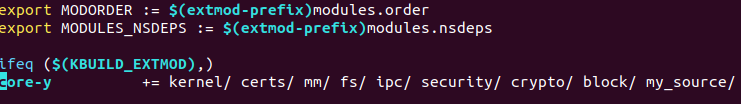 export MODORDER := $(extmod-prefix)modules.order
export MODULES_NSDEPS := $(extmod-prefix)modules.nsdeps
ifeq ($(KBUILD_EXTMOD),)
core-y += kernel/ certs/ mm/ fs/ ipc/ security/ crypto/ block/ my_source/